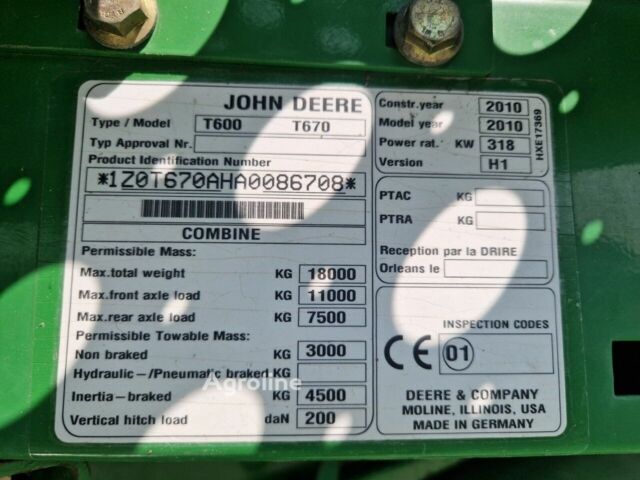 JOHN DEERE
Type / Model T600 T670
Typ Approval Nr.
Product Identification Number
*1Z0T670AHA0086708*
COMBINE
Permissible Mass:
Max.total weight KG 18000
Max.front axle load KG 11000
Max.rear axle load KG 7500
Permissible Towable Mass:
Non braked KG 3000
Hydraulic-/Pneumatic braked KG
Inertia-braked KG 4500
Vertical hitch load daN 200
Constr.year 2010
Model year 2010
Power rat. KW 318
Version H1
HXE17369
PTAC KG
PTRA KG
Reception par la DRIRE
Orleans le
INSPECTION CODES
CE 01
DEERE & COMPANY
MOLINE, ILLINOIS, USA
MADE IN GERMANY
Agroline